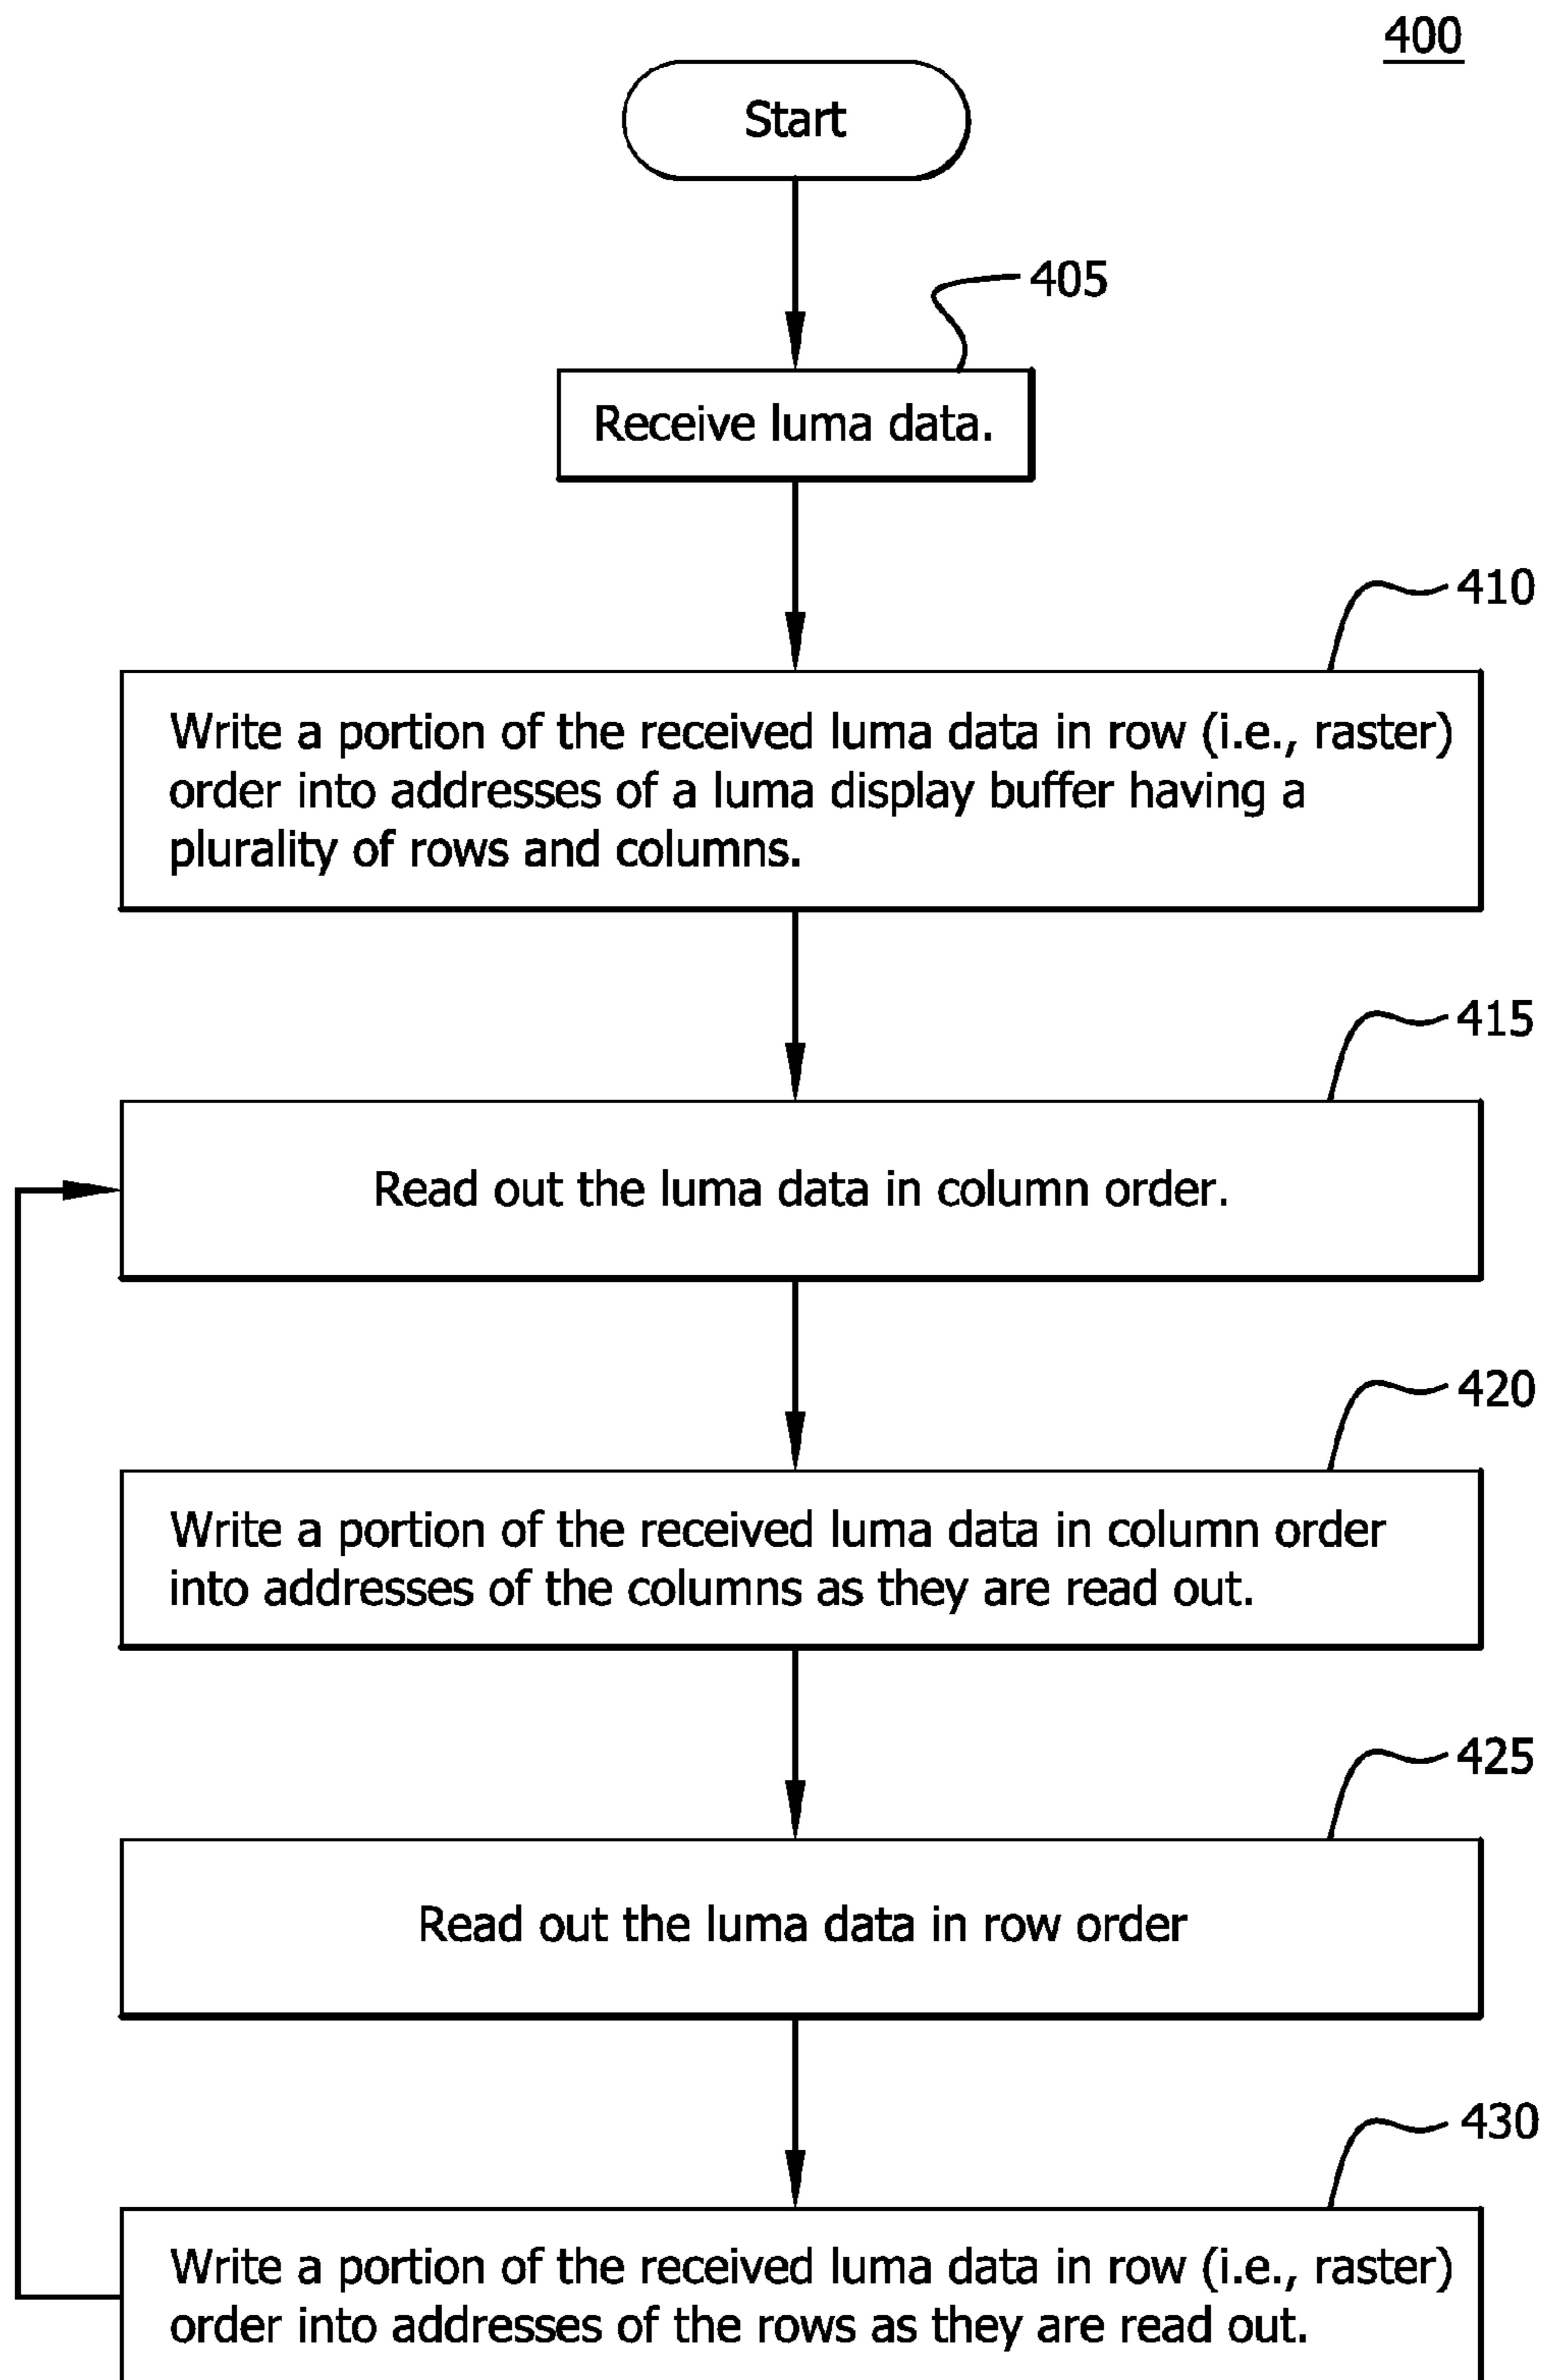 400
Start
405
Receive luma data.
410
Write a portion of the received luma data in row (i.e., raster)
order into addresses of a luma display buffer having a
plurality of rows and columns.
415
Read out the luma data in column order.
420
Write a portion of the received luma data in column order
into addresses of the columns as they are read out.
425
Read out the luma data in row order
430
Write a portion of the received luma data in row (i.e., raster)
order into addresses of the rows as they are read out.